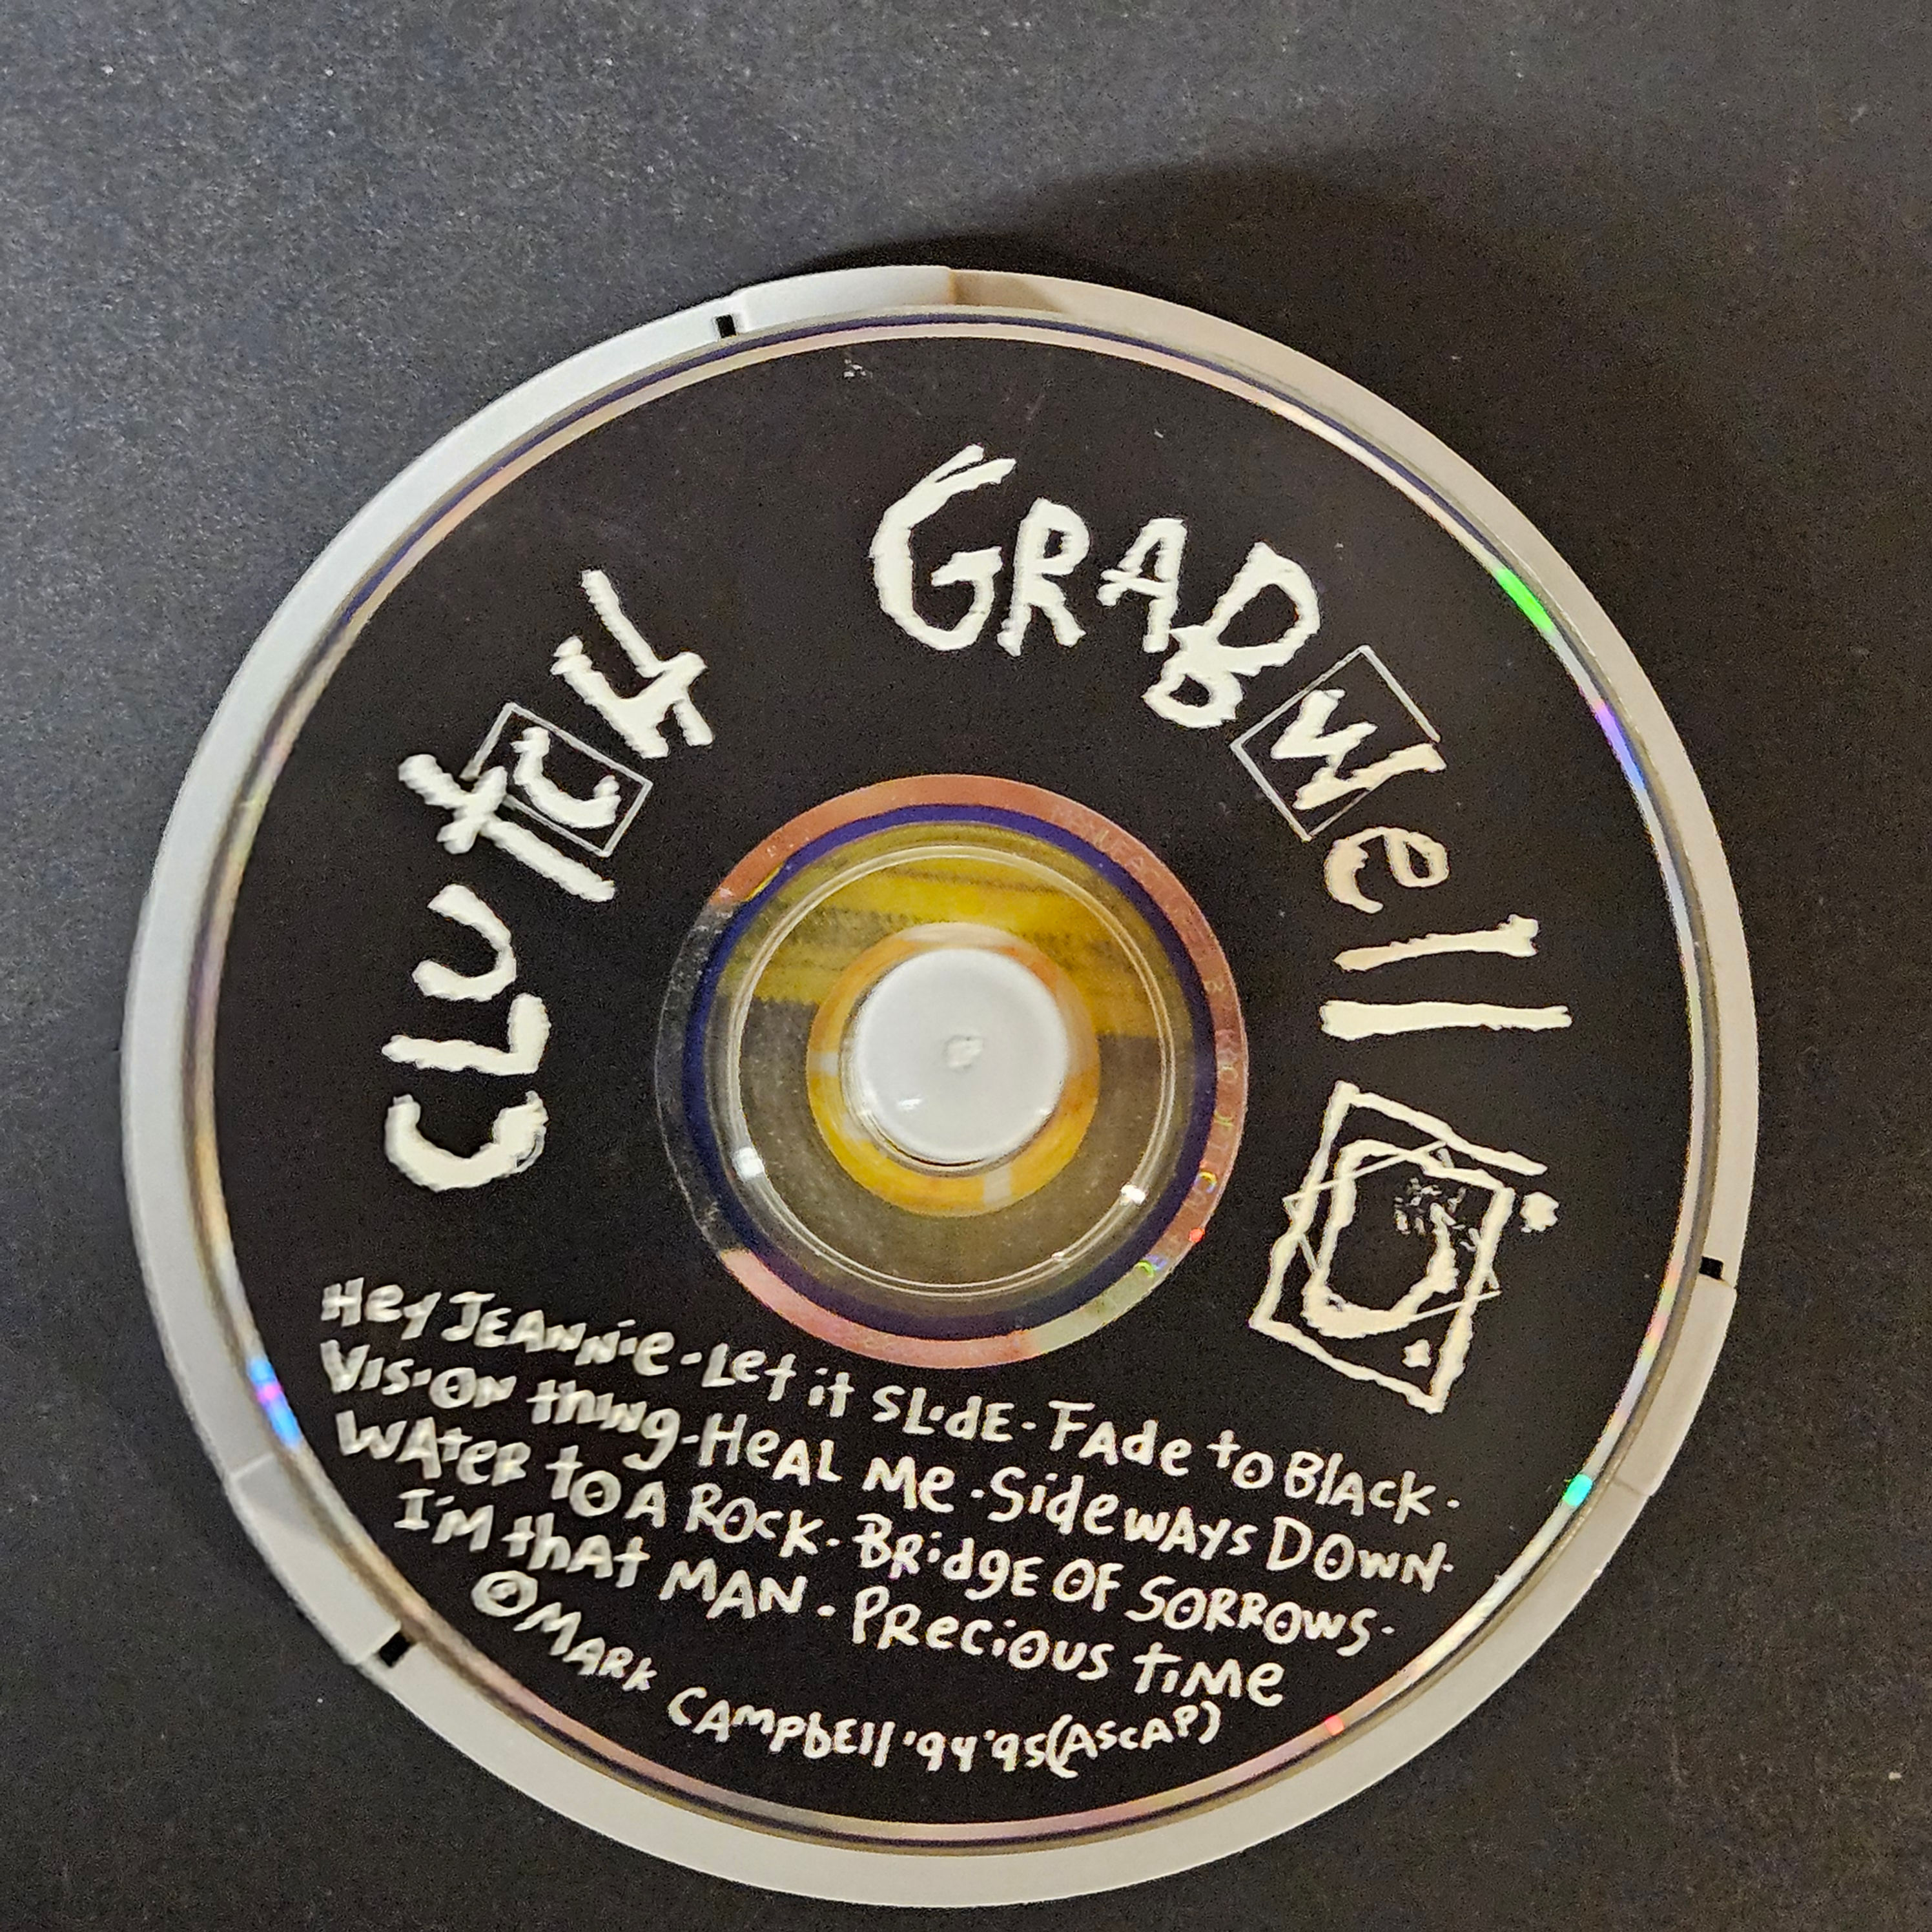 CLUtCH GRABWell
Hey JEANNiE-Let it SLidE-FAde to BlAck-
VISION thing-HeAL Me-SidewAYS DOWN-
WAteR to A ROCK-BRidgE OF SORROWS-
I'M thAt MAN-PRecious tiMe
©MARK CAMPbEll '94 '95(ASCAP)